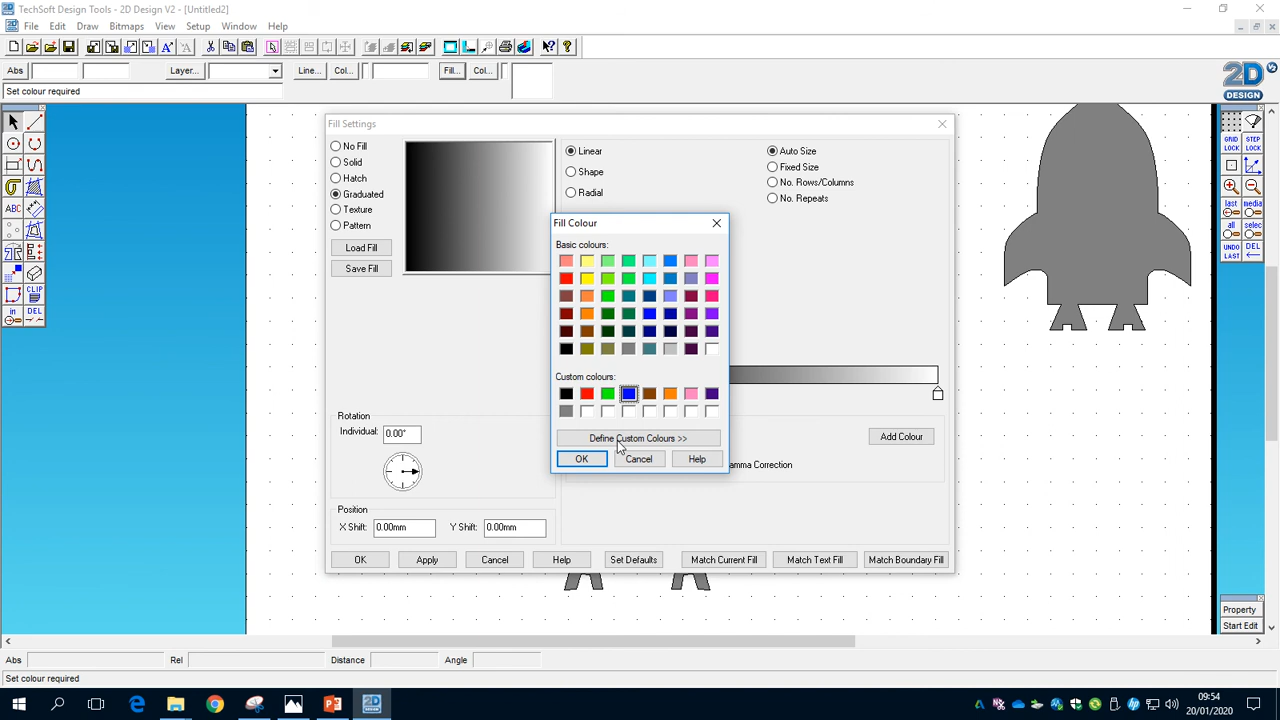 TechSoft Design Tools - 2D Design V2 - [Untitled2]
File Edit Draw Bitmaps View Setup Window Help
Abs Layer... Line... Col... Fill... Col...
Set colour required
2D V2
DESIGN
Fill Settings
No Fill
Solid
Hatch
Graduated
Texture
Pattern
Load Fill
Save Fill
Linear
Shape
Radial
Auto Size
Fixed Size
No. Rows/Columns
No. Repeats
Fill Colour
Basic colours:
Custom colours:
Define Custom Colours >>
OK Cancel Help
Add Colour
amma Correction
Rotation
Individual: 0.00°
Position
X Shift: 0.00mm Y Shift: 0.00mm
OK Apply Cancel Help Set Defaults Match Current Fill Match Text Fill Match Boundary Fill
ABC
CLIP
in
DEL
GRID LOCK
STEP LOCK
last
media
all
selec
UNDO LAST
DEL
Property
Start Edit
Abs Rel Distance Angle
Set colour required
09:54
20/01/2020